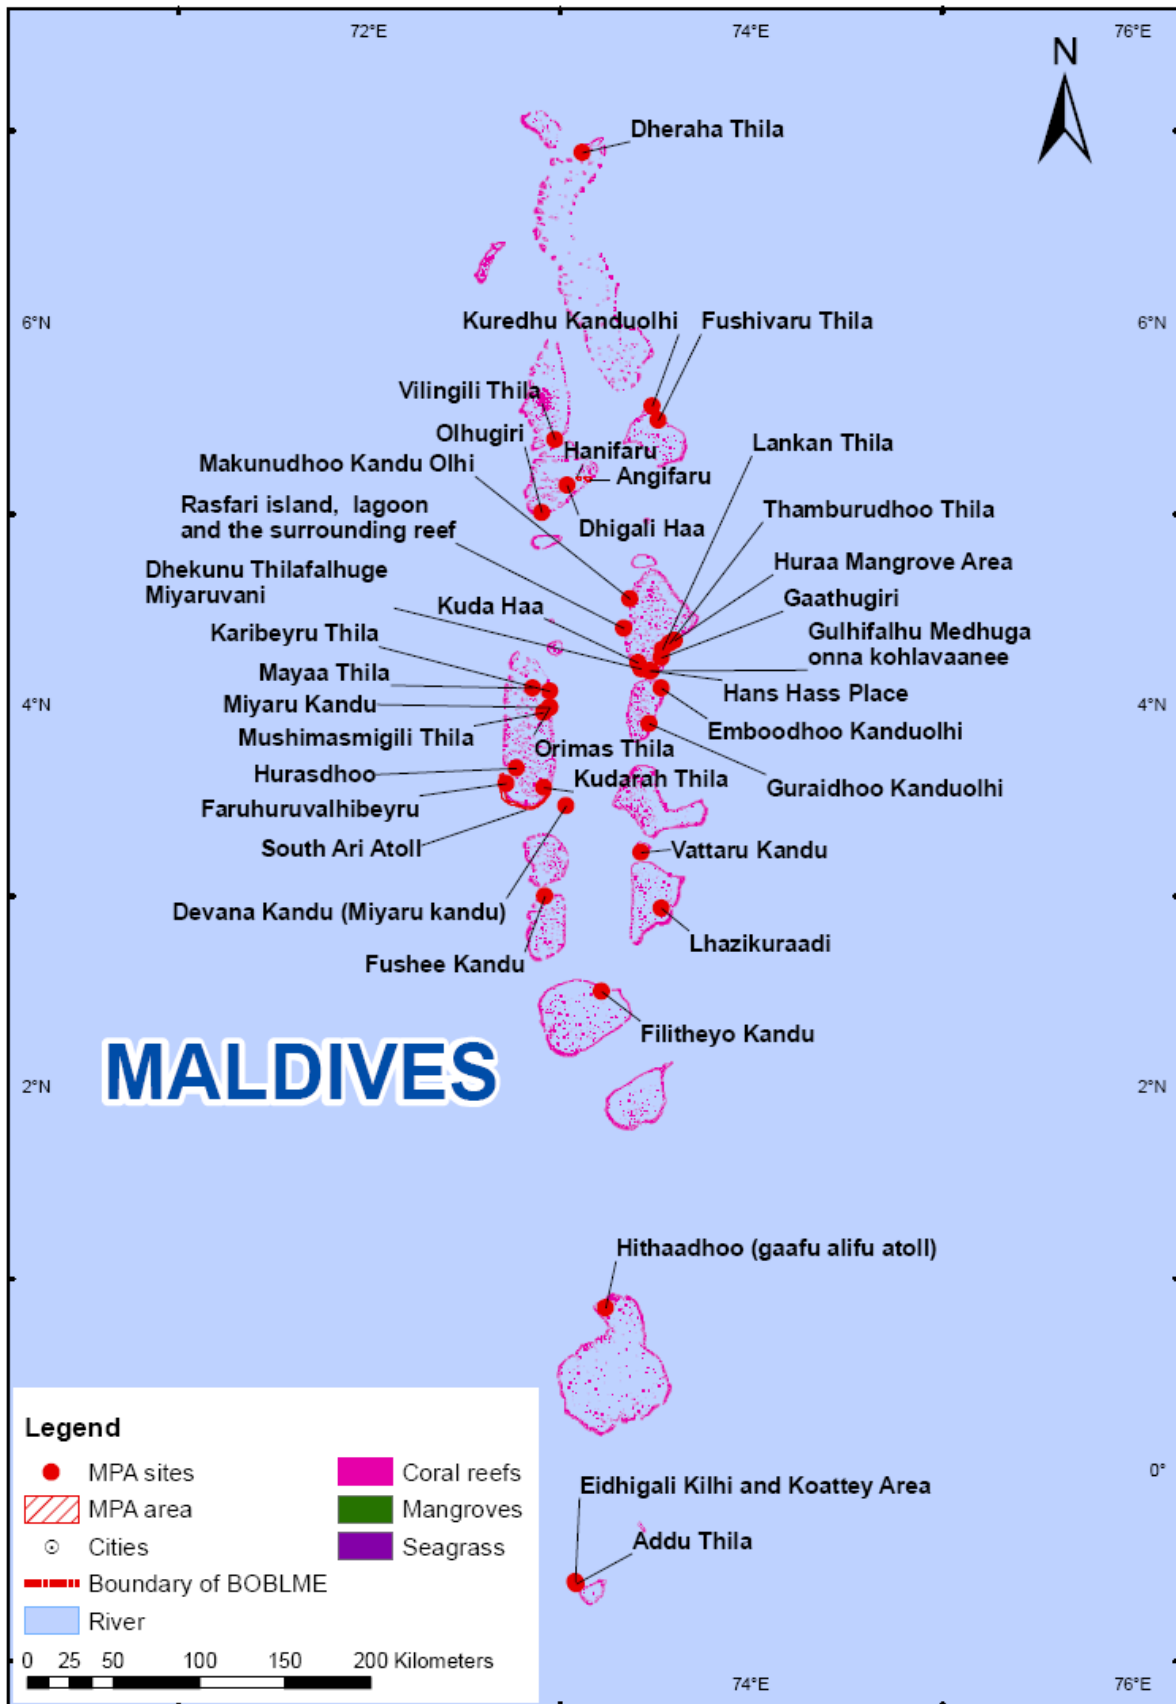 72°E
74°E
76°E
N
Dheraha Thila
6°N
Kuredhu Kanduolhi
Fushivaru Thila
6°N
Vilingili Thila
Olhugiri
Hanifaru
Lankan Thila
Makunudhoo Kandu Olhi
Angifaru
Rasfari island, lagoon
and the surrounding reef
Dhigali Haa
Thamburudhoo Thila
Dhekunu Thilafalhuge
Miyaruvani
Huraa Mangrove Area
Kuda Haa
Gaathugiri
Karibeyru Thila
Gulhifalhu Medhuga
onna kohlavaanee
Mayaa Thila
Hans Hass Place
4°N
Miyaru Kandu
4°N
Mushimasmigili Thila
Orimas Thila
Emboodhoo Kanduolhi
Hurasdhoo
Kudarah Thila
Guraidhoo Kanduolhi
Faruhuruvalhibeyru
South Ari Atoll
Vattaru Kandu
Devana Kandu (Miyaru kandu)
Lhazikuraadi
Fushee Kandu
Filitheyo Kandu
MALDIVES
2°N
2°N
Hithaadhoo (gaafu alifu atoll)
Legend
MPA sites
Coral reefs
0°
MPA area
Mangroves
Eidhigali Kilhi and Koattey Area
Cities
Seagrass
Addu Thila
Boundary of BOBLME
River
0 25 50 100 150 200 Kilometers
74°E
76°E